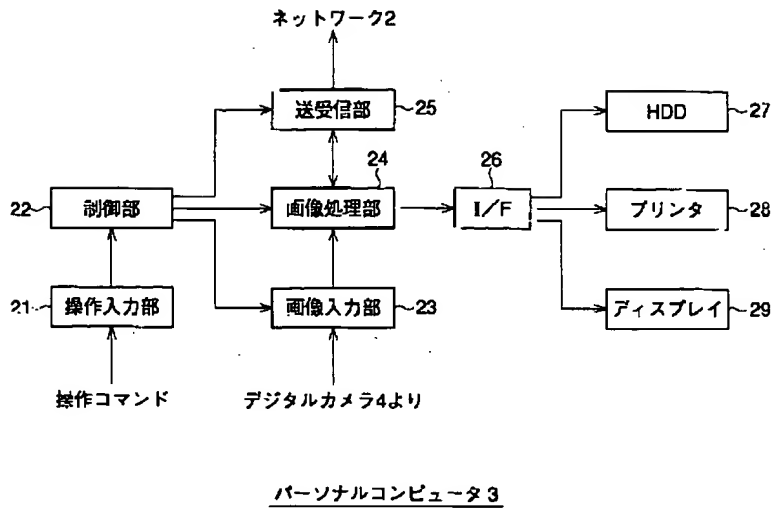 ネットワーク2
送受信部
25
HDD
27
24
26
22
制御部
画像処理部
I/F
プリンタ
28
21
操作入力部
画像入力部
23
ディスプレイ
29
操作コマンド
デジタルカメラ4より
パーソナルコンピュータ3